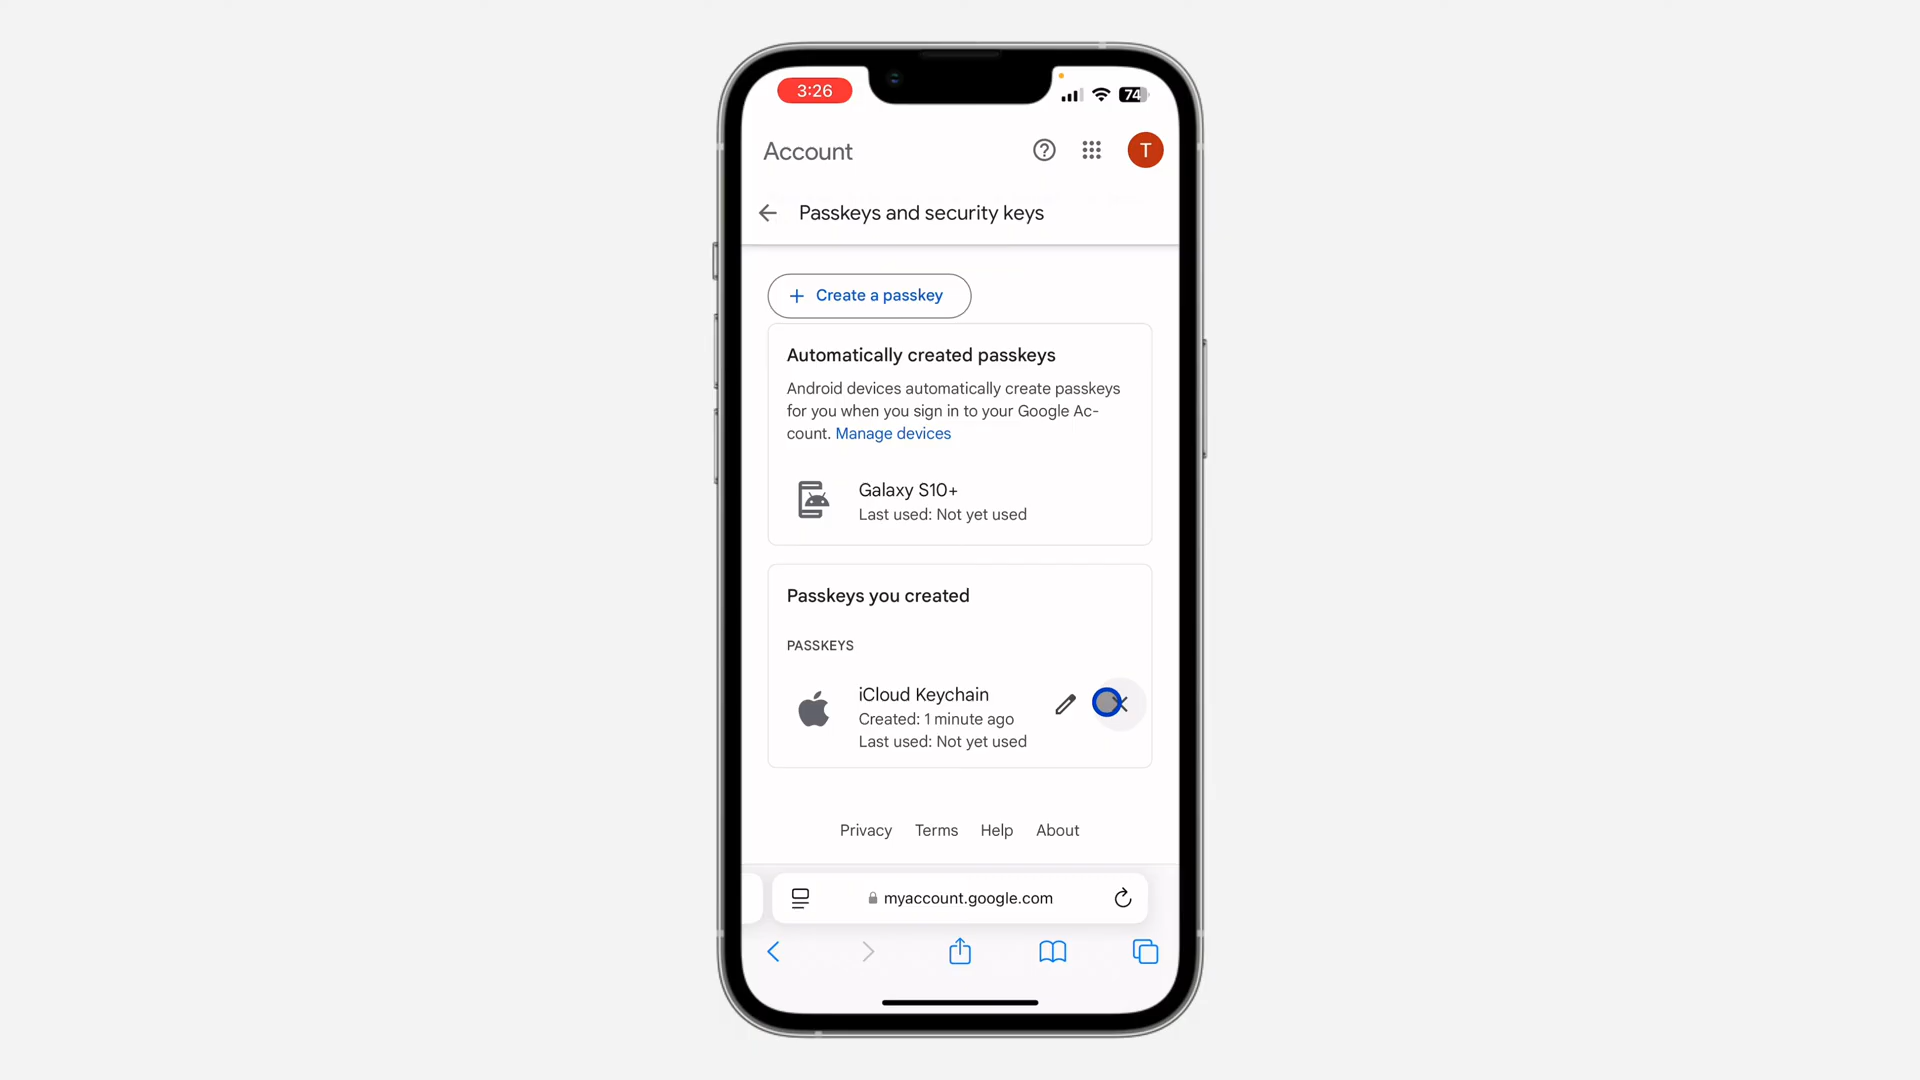 3:26
74
Account
T
Passkeys and security keys
+ Create a passkey
Automatically created passkeys
Android devices automatically create passkeys
for you when you sign in to your Google Ac-
count. Manage devices
Galaxy S10+
Last used: Not yet used
Passkeys you created
PASSKEYS
iCloud Keychain
Created: 1 minute ago
Last used: Not yet used
Privacy Terms Help About
myaccount.google.com